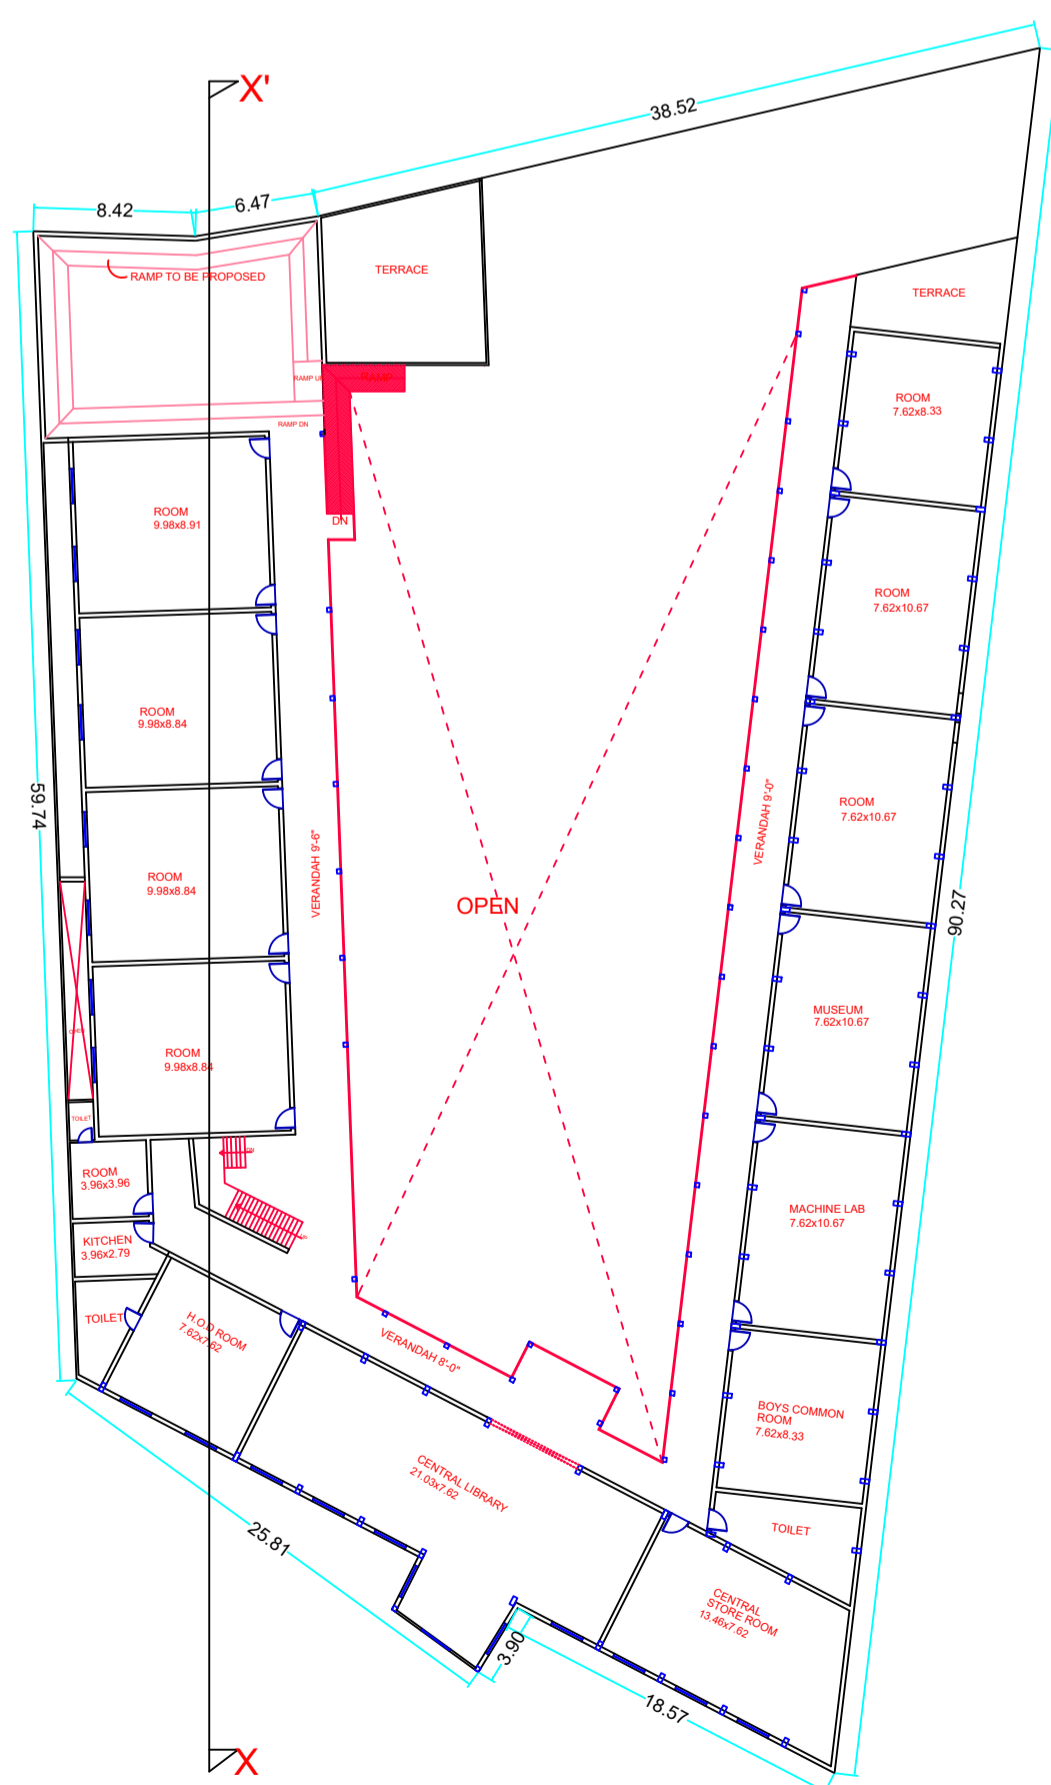 X'
38.52
8.42
6.47
RAMP TO BE PROPOSED
TERRACE
TERRACE
RAMP UP
RAMP
RAMP DN
DN
ROOM
7.62x8.33
ROOM
9.98x8.91
ROOM
7.62x10.67
ROOM
9.98x8.84
59.74
VERANDAH 9'-6"
VERANDAH 9'-0"
ROOM
7.62x10.67
ROOM
9.98x8.84
OPEN
90.27
MUSEUM
7.62x10.67
OPEN
ROOM
9.98x8.84
TOILET
DN
ROOM
3.96x3.96
MACHINE LAB
7.62x10.67
KITCHEN
3.96x2.79
TOILET
H.O.D ROOM
7.62x7.62
VERANDAH 8'-0"
BOYS COMMON
ROOM
7.62x8.33
CENTRAL LIBRARY
21.03x7.62
TOILET
25.81
CENTRAL
STORE ROOM
13.46x7.62
3.90
18.57
X